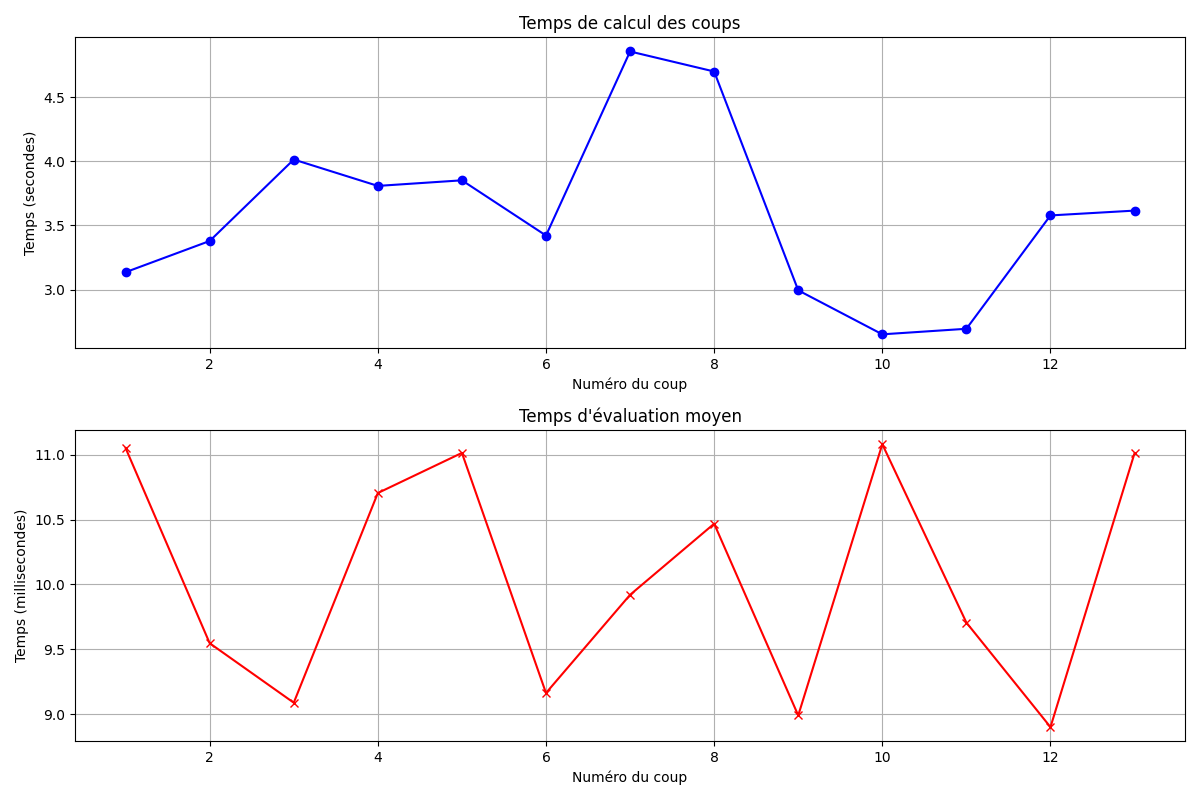 Temps de calcul des coups
4.5
4.0
3.5
3.0
Temps (secondes)
2 4 6 8 10 12
Numéro du coup
Temps d'évaluation moyen
11.0
10.5
10.0
9.5
9.0
Temps (millisecondes)
2 4 6 8 10 12
Numéro du coup